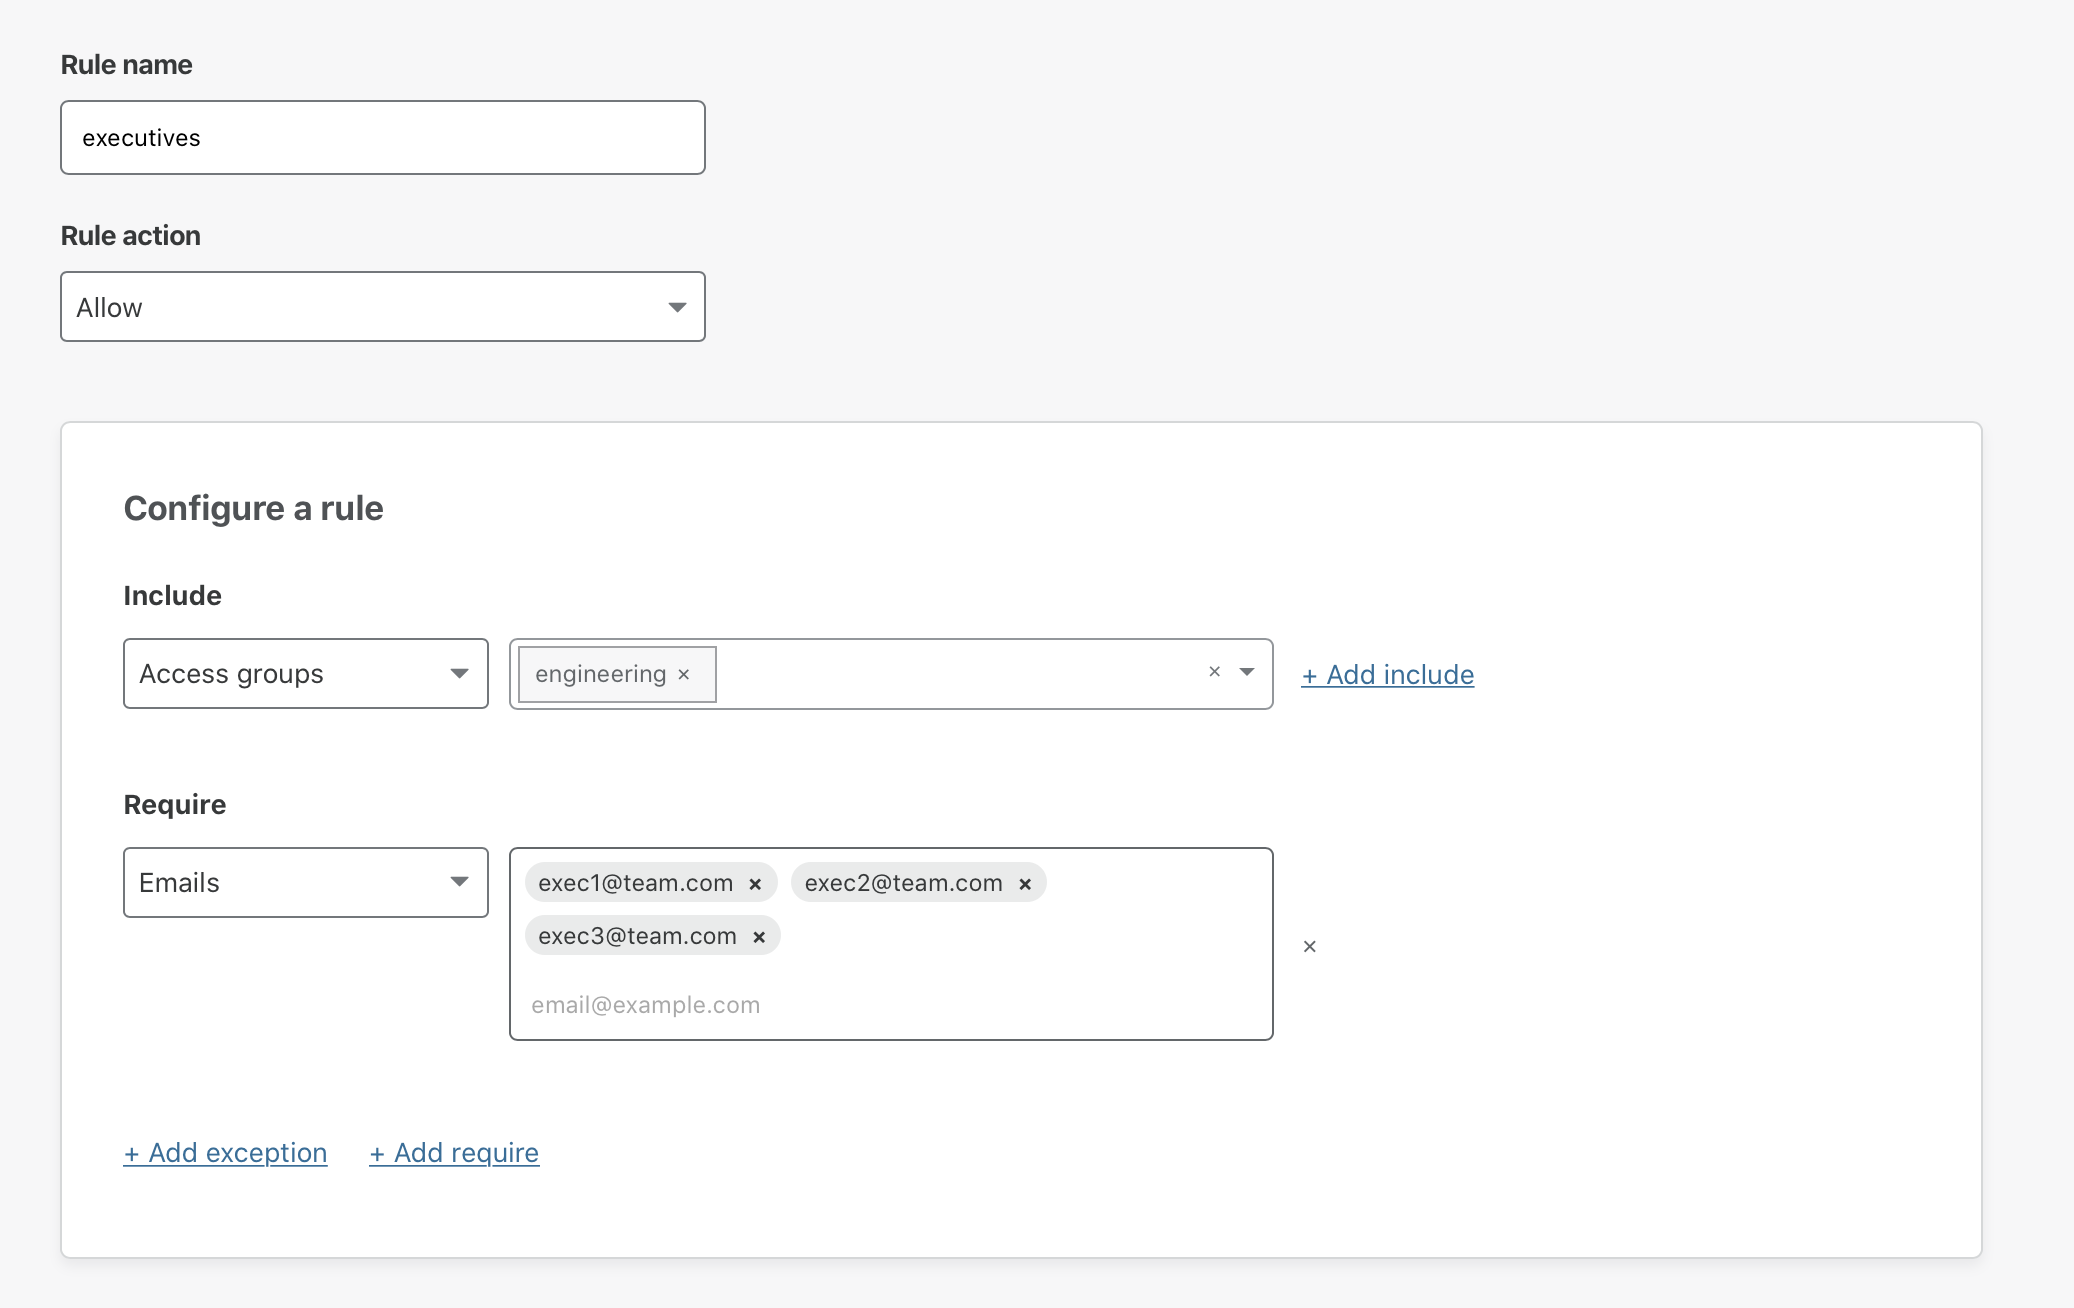 Rule name
executives
Rule action
Allow
Configure a rule
Include
Access groups engineering × × + Add include
Require
Emails exec1@team.com × exec2@team.com ×
exec3@team.com ×
×
email@example.com
+ Add exception + Add require